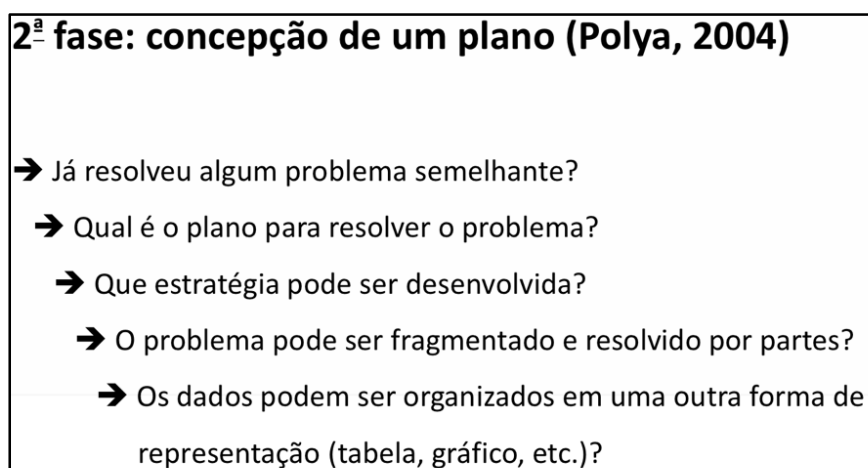 2ª fase: concepção de um plano (Polya, 2004)
➔ Já resolveu algum problema semelhante?
➔ Qual é o plano para resolver o problema?
➔ Que estratégia pode ser desenvolvida?
➔ O problema pode ser fragmentado e resolvido por partes?
➔ Os dados podem ser organizados em uma outra forma de
representação (tabela, gráfico, etc.)?